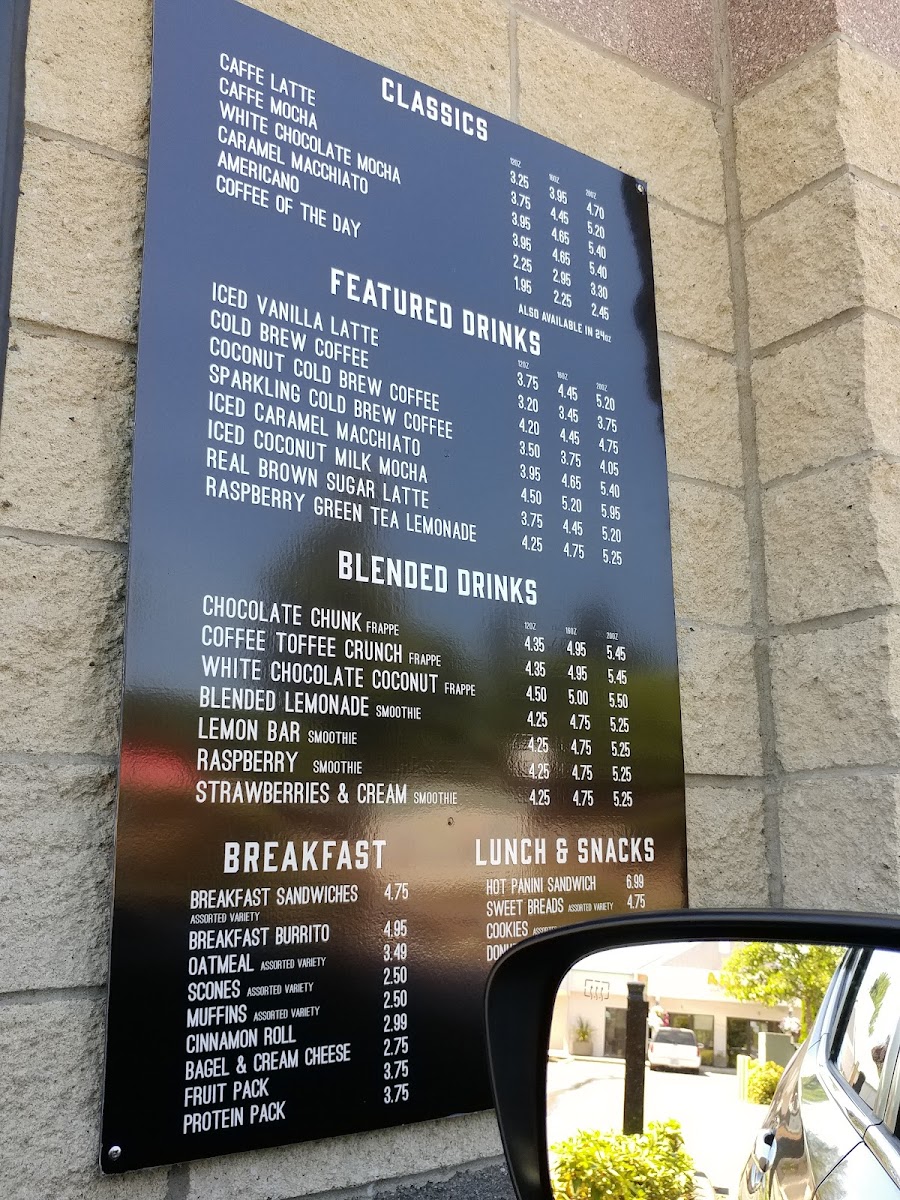 CLASSICS
12OZ 16OZ 20OZ
CAFFE LATTE 3.25 3.95 4.70
CAFFE MOCHA 3.75 4.45 5.20
WHITE CHOCOLATE MOCHA 3.95 4.65 5.40
CARAMEL MACCHIATO 3.95 4.65 5.40
AMERICANO 2.25 2.95 3.30
COFFEE OF THE DAY 1.95 2.25 2.45
ALSO AVAILABLE IN 24OZ
FEATURED DRINKS
12OZ 16OZ 20OZ
ICED VANILLA LATTE 3.75 4.45 5.20
COLD BREW COFFEE 3.20 3.45 3.75
COCONUT COLD BREW COFFEE 4.20 4.45 4.75
SPARKLING COLD BREW COFFEE 3.50 3.75 4.05
ICED CARAMEL MACCHIATO 3.95 4.65 5.40
ICED COCONUT MILK MOCHA 4.50 5.20 5.95
REAL BROWN SUGAR LATTE 3.75 4.45 5.20
RASPBERRY GREEN TEA LEMONADE 4.25 4.75 5.25
BLENDED DRINKS
12OZ 16OZ 20OZ
CHOCOLATE CHUNK FRAPPE 4.35 4.95 5.45
COFFEE TOFFEE CRUNCH FRAPPE 4.35 4.95 5.45
WHITE CHOCOLATE COCONUT FRAPPE 4.50 5.00 5.50
BLENDED LEMONADE SMOOTHIE 4.25 4.75 5.25
LEMON BAR SMOOTHIE 4.25 4.75 5.25
RASPBERRY SMOOTHIE 4.25 4.75 5.25
STRAWBERRIES & CREAM SMOOTHIE 4.25 4.75 5.25
BREAKFAST
BREAKFAST SANDWICHES 4.75
ASSORTED VARIETY
BREAKFAST BURRITO 4.95
OATMEAL ASSORTED VARIETY 3.49
SCONES ASSORTED VARIETY 2.50
MUFFINS ASSORTED VARIETY 2.50
CINNAMON ROLL 2.99
BAGEL & CREAM CHEESE 2.75
FRUIT PACK 3.75
PROTEIN PACK 3.75
LUNCH & SNACKS
HOT PANINI SANDWICH 6.99
SWEET BREADS ASSORTED VARIETY 4.75
COOKIES